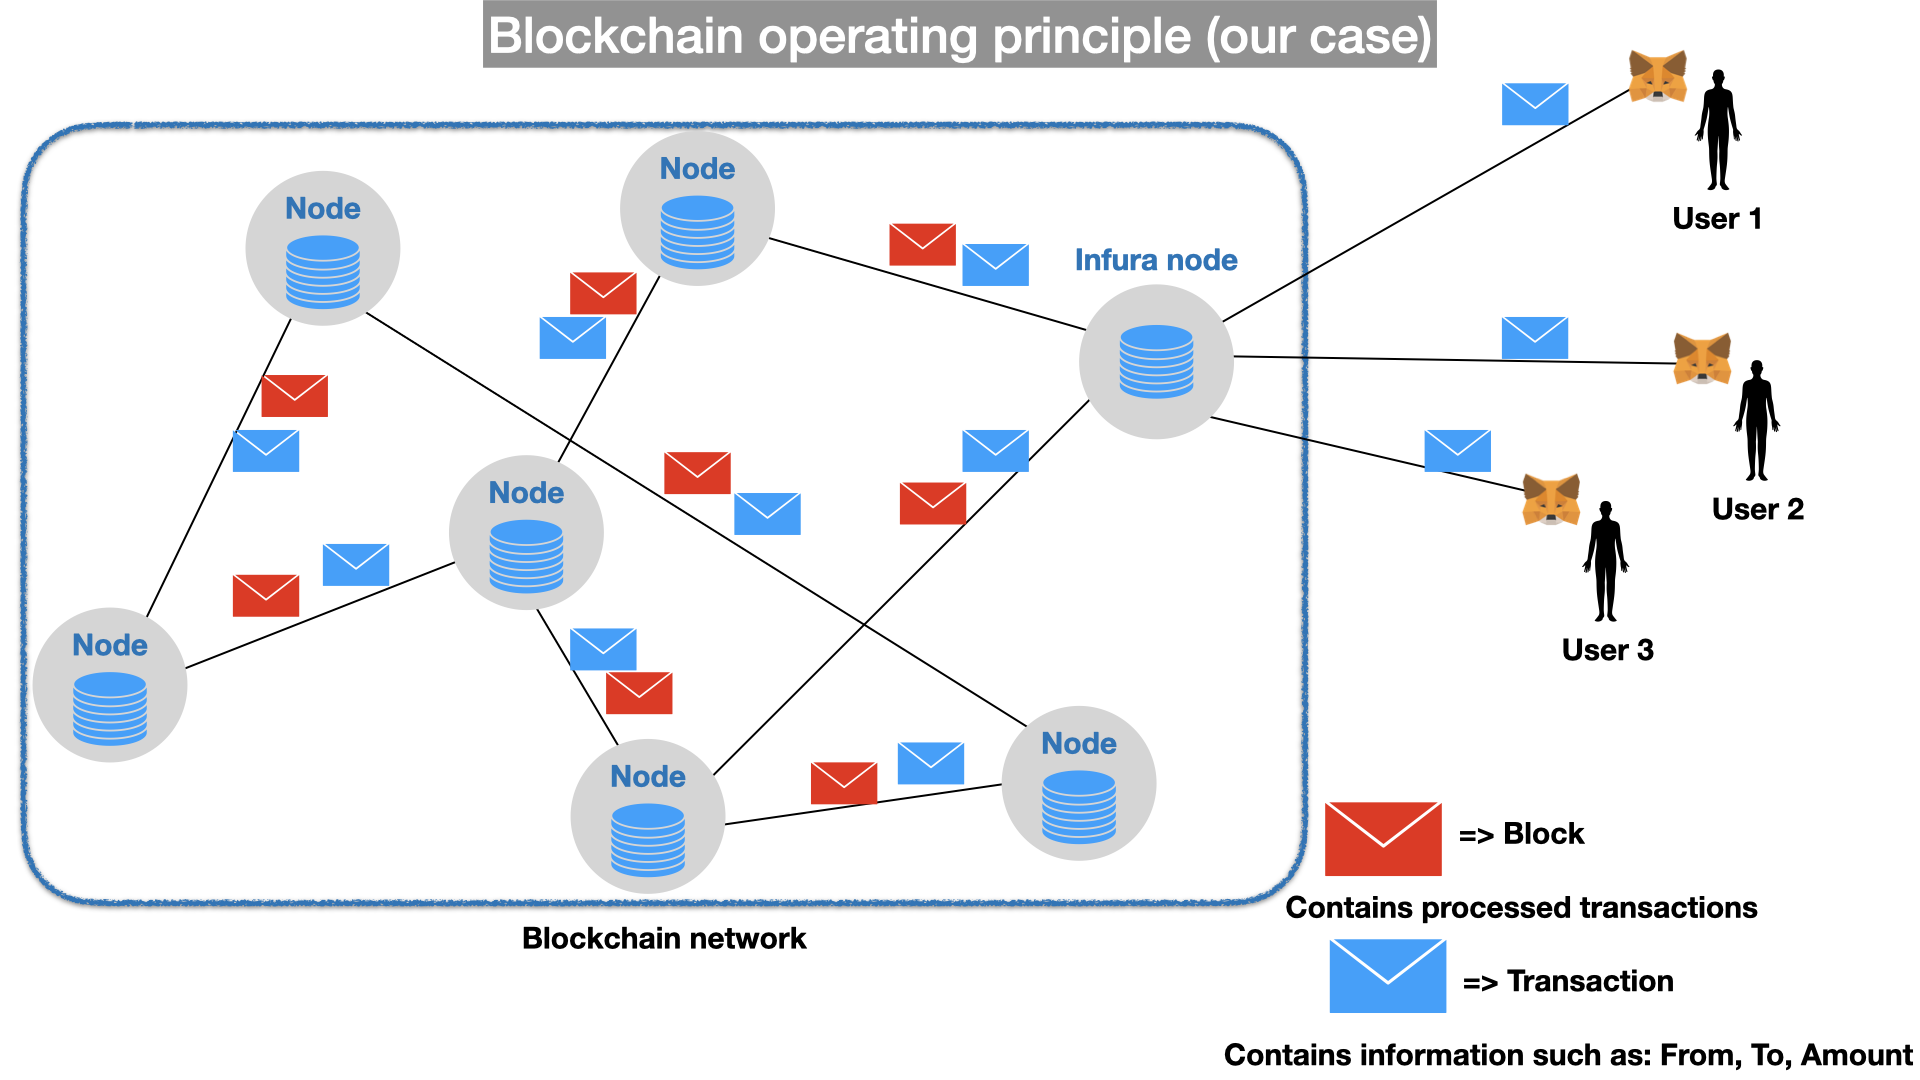 Blockchain operating principle (our case)
Node
Node
Infura node
User 1
Node
User 2
Node
User 3
Node
Node
=> Block
Contains processed transactions
Blockchain network
=> Transaction
Contains information such as: From, To, Amount